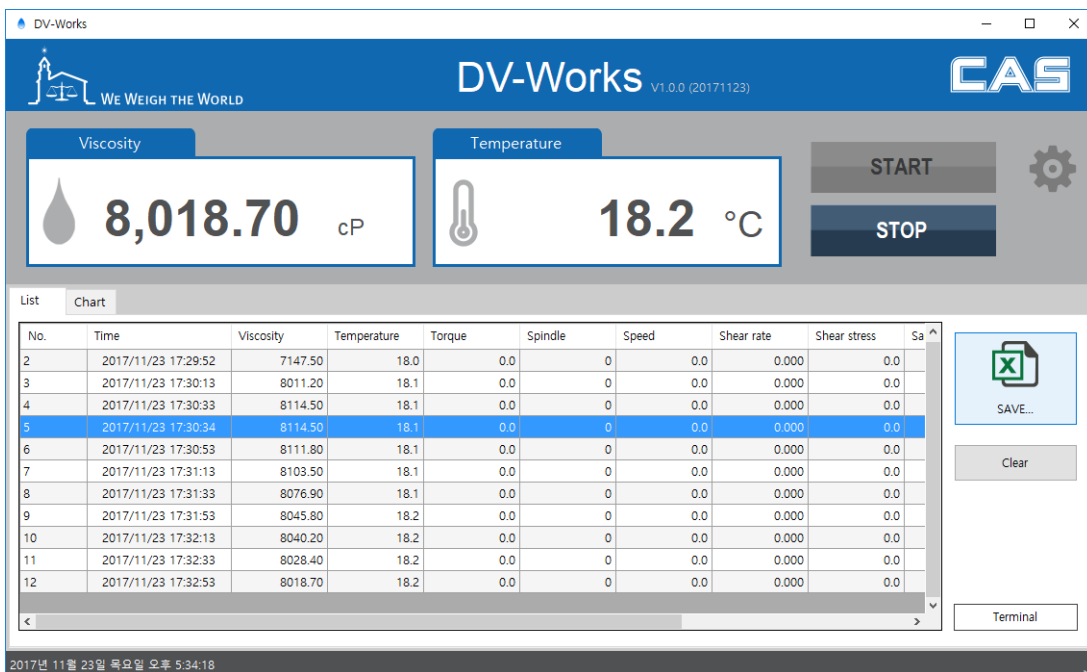 DV-Works
WE WEIGH THE WORLD
DV-Works V1.0.0 (20171123)
CAS
Viscosity
8,018.70 cP
Temperature
18.2 °C
START
STOP
List Chart
No. Time Viscosity Temperature Torque Spindle Speed Shear rate Shear stress Sa
2 2017/11/23 17:29:52 7147.50 18.0 0.0 0 0.0 0.000 0.0
3 2017/11/23 17:30:13 8011.20 18.1 0.0 0 0.0 0.000 0.0
4 2017/11/23 17:30:33 8114.50 18.1 0.0 0 0.0 0.000 0.0
5 2017/11/23 17:30:34 8114.50 18.1 0.0 0 0.0 0.000 0.0
6 2017/11/23 17:30:53 8111.80 18.1 0.0 0 0.0 0.000 0.0
7 2017/11/23 17:31:13 8103.50 18.1 0.0 0 0.0 0.000 0.0
8 2017/11/23 17:31:33 8076.90 18.1 0.0 0 0.0 0.000 0.0
9 2017/11/23 17:31:53 8045.80 18.2 0.0 0 0.0 0.000 0.0
10 2017/11/23 17:32:13 8040.20 18.2 0.0 0 0.0 0.000 0.0
11 2017/11/23 17:32:33 8028.40 18.2 0.0 0 0.0 0.000 0.0
12 2017/11/23 17:32:53 8018.70 18.2 0.0 0 0.0 0.000 0.0
SAVE...
Clear
Terminal
2017년 11월 23일 목요일 오후 5:34:18